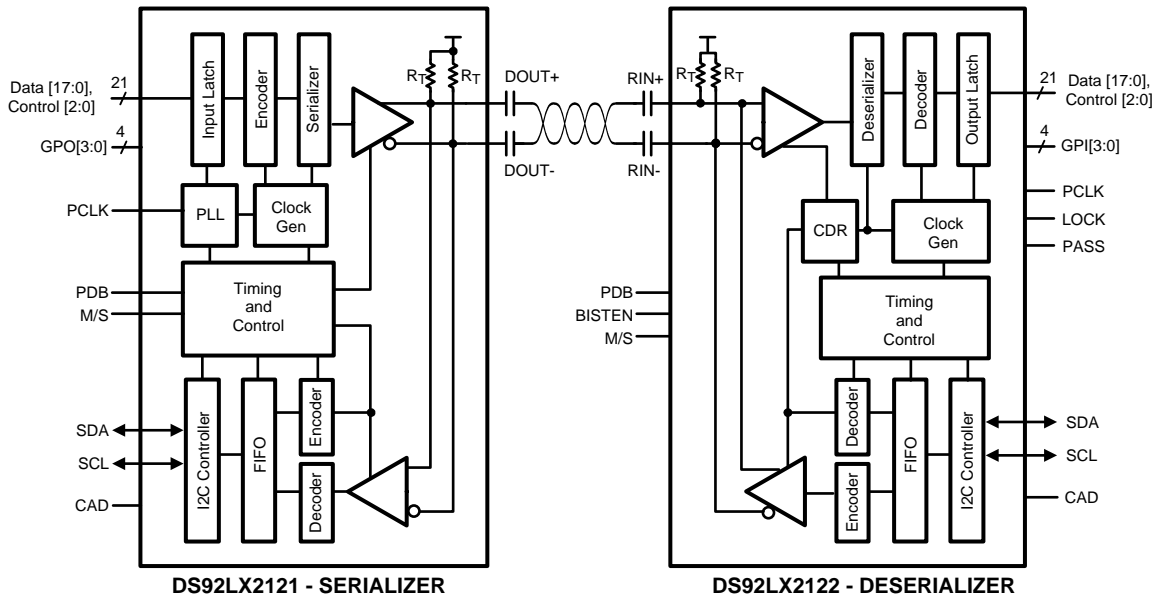 Data [17:0],
Control [2:0]
21
GPO[3:0]
4
PCLK
PDB
M/S
SDA
SCL
CAD
Input Latch
Encoder
Serializer
RT
RT
PLL
Clock
Gen
Timing
and
Control
I2C Controller
FIFO
Encoder
Decoder
DOUT+
DOUT-
RIN+
RIN-
PDB
BISTEN
M/S
RT
RT
Deserializer
Decoder
Output Latch
CDR
Clock
Gen
Timing
and
Control
Decoder
Encoder
FIFO
I2C Controller
21
Data [17:0],
Control [2:0]
4
GPI[3:0]
PCLK
LOCK
PASS
SDA
SCL
CAD
DS92LX2121 - SERIALIZER
DS92LX2122 - DESERIALIZER